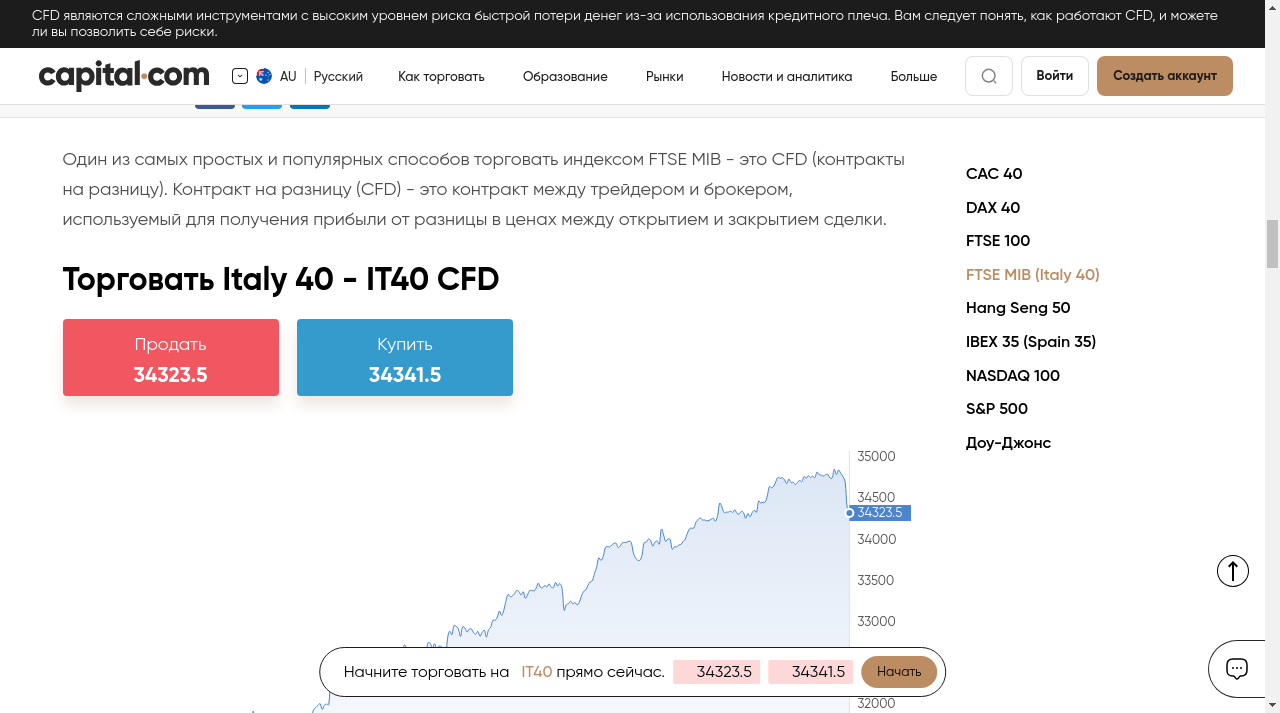 CFD являются сложными инструментами с высоким уровнем риска быстрой потери денег из-за использования кредитного плеча. Вам следует понять, как работают CFD, и можете
ли вы позволить себе риски.
capital.com AU Русский Как торговать Образование Рынки Новости и аналитика Больше Войти Создать аккаунт
Один из самых простых и популярных способов торговать индексом FTSE MIB - это CFD (контракты
на разницу). Контракт на разницу (CFD) - это контракт между трейдером и брокером,
используемый для получения прибыли от разницы в ценах между открытием и закрытием сделки.
Торговать Italy 40 - IT40 CFD
Продать
34323.5
Купить
34341.5
35000
34500
34323.5
34000
33500
33000
32000
CAC 40
DAX 40
FTSE 100
FTSE MIB (Italy 40)
Hang Seng 50
IBEX 35 (Spain 35)
NASDAQ 100
S&P 500
Доу-Джонс
Начните торговать на IT40 прямо сейчас. 34323.5 34341.5 Начать